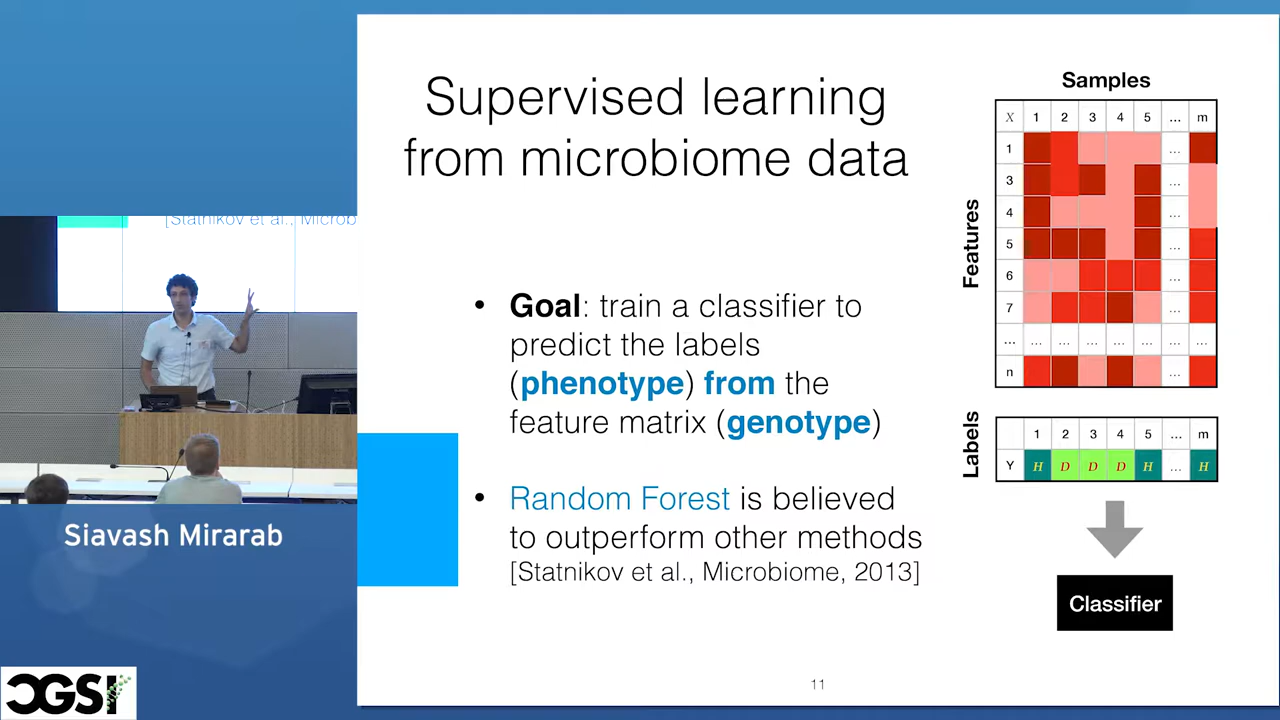 Supervised learning
from microbiome data
• Goal: train a classifier to
predict the labels
(phenotype) from the
feature matrix (genotype)
• Random Forest is believed
to outperform other methods
[Statnikov et al., Microbiome, 2013]
Samples
X 1 2 3 4 5 ... m
1 ...
3 ...
4 ...
5 ...
6 ...
7 ...
... ... ... ... ... ... ... ...
n ...
Features
1 2 3 4 5 ... m
Y H D D D H ... H
Labels
Classifier
11
[Statnikov et al., Microb
Siavash Mirarab
CGSI